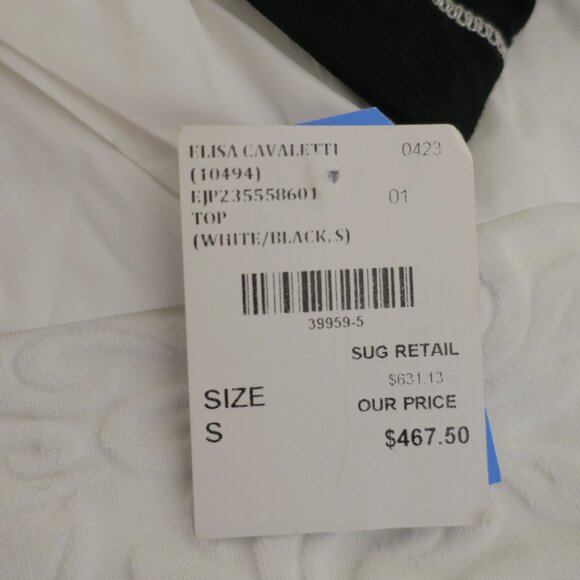 ELISA CAVALETTI 0423
(10494)
EJP235558601 01
TOP
(WHITE/BLACK, S)
39959-5
SUG RETAIL
$631.13
SIZE
OUR PRICE
S
$467.50